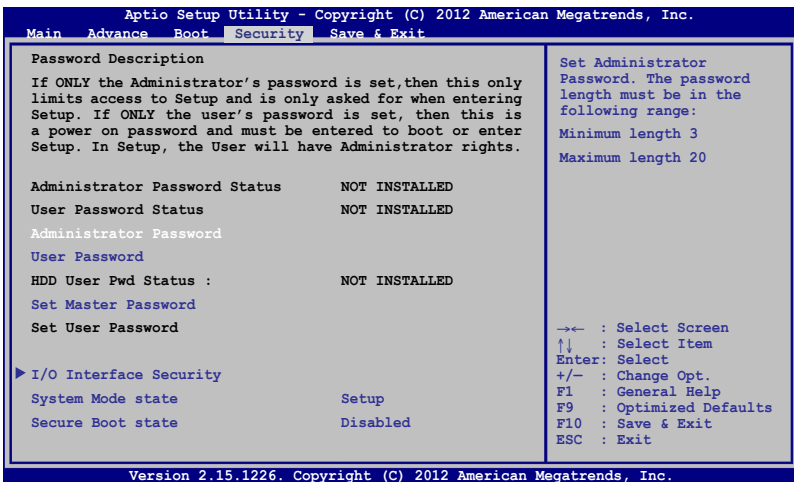 Aptio Setup Utility - Copyright (C) 2012 American Megatrends, Inc.
Main Advance Boot Security Save & Exit
Password Description
If ONLY the Administrator's password is set,then this only
limits access to Setup and is only asked for when entering
Setup. If ONLY the user's password is set, then this is
a power on password and must be entered to boot or enter
Setup. In Setup, the User will have Administrator rights.
Administrator Password Status NOT INSTALLED
User Password Status NOT INSTALLED
Administrator Password
User Password
HDD User Pwd Status : NOT INSTALLED
Set Master Password
Set User Password
I/O Interface Security
System Mode state Setup
Secure Boot state Disabled
Set Administrator
Password. The password
length must be in the
following range:
Minimum length 3
Maximum length 20
→← : Select Screen
↑↓ : Select Item
Enter: Select
+/— : Change Opt.
F1 : General Help
F9 : Optimized Defaults
F10 : Save & Exit
ESC : Exit
Version 2.15.1226. Copyright (C) 2012 American Megatrends, Inc.